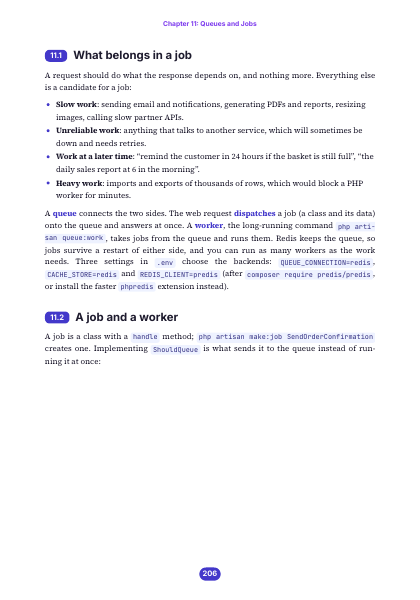 Chapter 11: Queues and Jobs
11.1 What belongs in a job
A request should do what the response depends on, and nothing more. Everything else
is a candidate for a job:
• Slow work: sending email and notifications, generating PDFs and reports, resizing
images, calling slow partner APIs.
• Unreliable work: anything that talks to another service, which will sometimes be
down and needs retries.
• Work at a later time: “remind the customer in 24 hours if the basket is still full”, “the
daily sales report at 6 in the morning”.
• Heavy work: imports and exports of thousands of rows, which would block a PHP
worker for minutes.
A queue connects the two sides. The web request dispatches a job (a class and its data)
onto the queue and answers at once. A worker, the long-running command php arti-
san queue:work, takes jobs from the queue and runs them. Redis keeps the queue, so
jobs survive a restart of either side, and you can run as many workers as the work
needs. Three settings in .env choose the backends: QUEUE_CONNECTION=redis,
CACHE_STORE=redis and REDIS_CLIENT=predis (after composer require predis/predis,
or install the faster phpredis extension instead).
11.2 A job and a worker
A job is a class with a handle method; php artisan make:job SendOrderConfirmation
creates one. Implementing ShouldQueue is what sends it to the queue instead of run-
ning it at once:
206